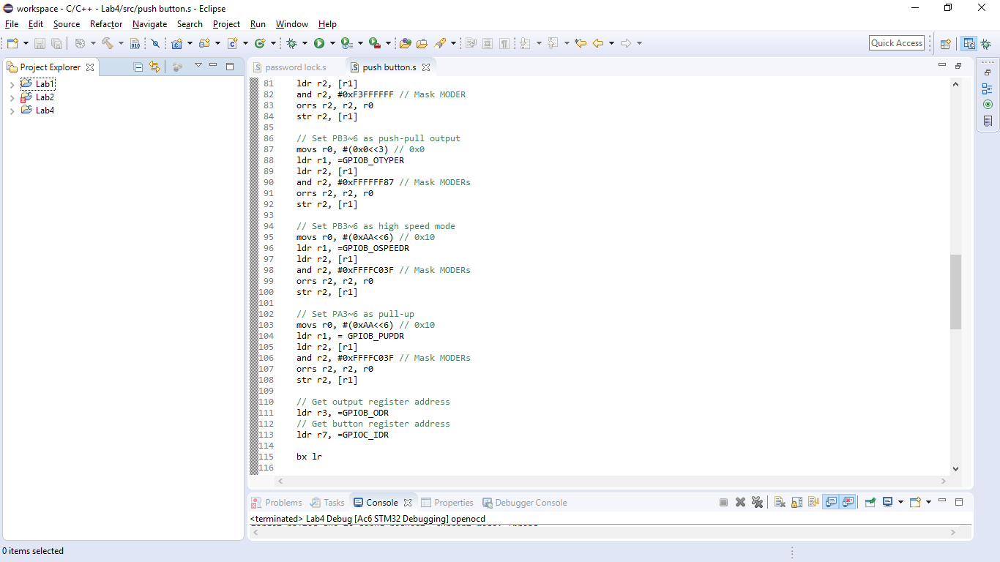 workspace - C/C++ - Lab4/src/push button.s - Eclipse
File Edit Source Refactor Navigate Search Project Run Window Help
Quick Access
Project Explorer
password lock.s
push button.s
Lab1
Lab2
Lab4
81 ldr r2, [r1]
82 and r2, #0xF3FFFFFF // Mask MODER
83 orrs r2, r2, r0
84 str r2, [r1]
85
86 // Set PB3~6 as push-pull output
87 movs r0, #(0x0<<3) // 0x0
88 ldr r1, =GPIOB_OTYPER
89 ldr r2, [r1]
90 and r2, #0xFFFFFF87 // Mask MODERs
91 orrs r2, r2, r0
92 str r2, [r1]
93
94 // Set PB3~6 as high speed mode
95 movs r0, #(0xAA<<6) // 0x10
96 ldr r1, =GPIOB_OSPEEDR
97 ldr r2, [r1]
98 and r2, #0xFFFFC03F // Mask MODERs
99 orrs r2, r2, r0
100 str r2, [r1]
101
102 // Set PA3~6 as pull-up
103 movs r0, #(0xAA<<6) // 0x10
104 ldr r1, = GPIOB_PUPDR
105 ldr r2, [r1]
106 and r2, #0xFFFFC03F // Mask MODERs
107 orrs r2, r2, r0
108 str r2, [r1]
109
110 // Get output register address
111 ldr r3, =GPIOB_ODR
112 // Get button register address
113 ldr r7, =GPIOC_IDR
114
115 bx lr
116
Problems Tasks Console Properties Debugger Console
<terminated> Lab4 Debug [Ac6 STM32 Debugging] openocd
0 items selected